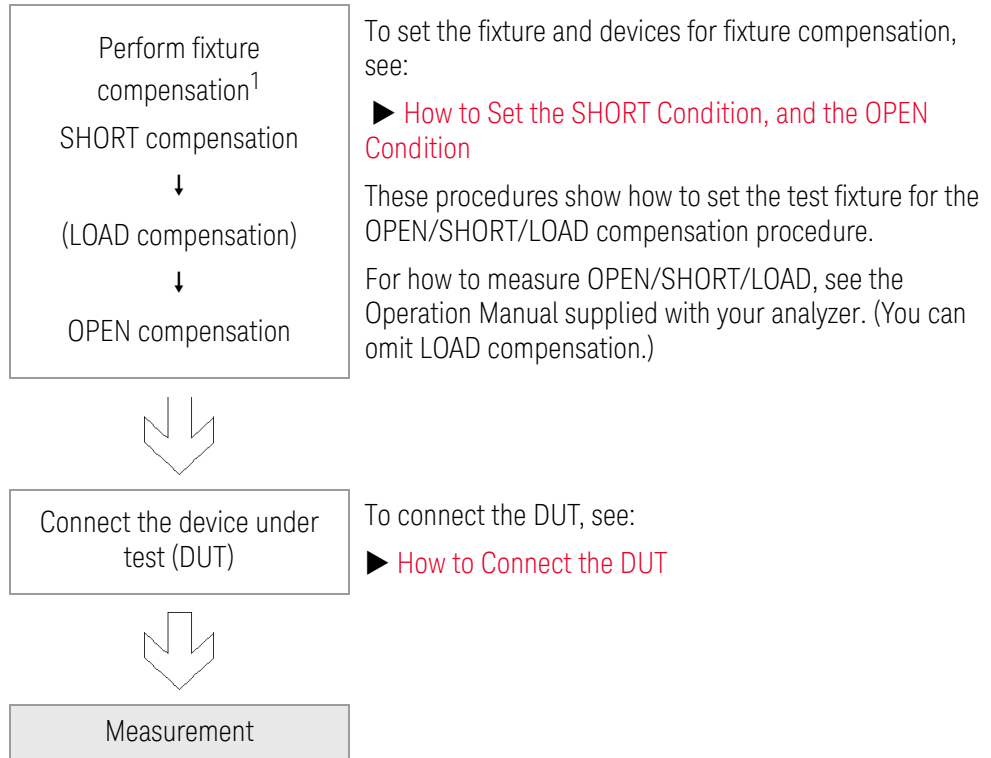 Perform fixture
compensation1
SHORT compensation
(LOAD compensation)
OPEN compensation
To set the fixture and devices for fixture compensation,
see:
▶ How to Set the SHORT Condition, and the OPEN
Condition
These procedures show how to set the test fixture for the
OPEN/SHORT/LOAD compensation procedure.
For how to measure OPEN/SHORT/LOAD, see the
Operation Manual supplied with your analyzer. (You can
omit LOAD compensation.)
Connect the device under
test (DUT)
To connect the DUT, see:
▶ How to Connect the DUT
Measurement